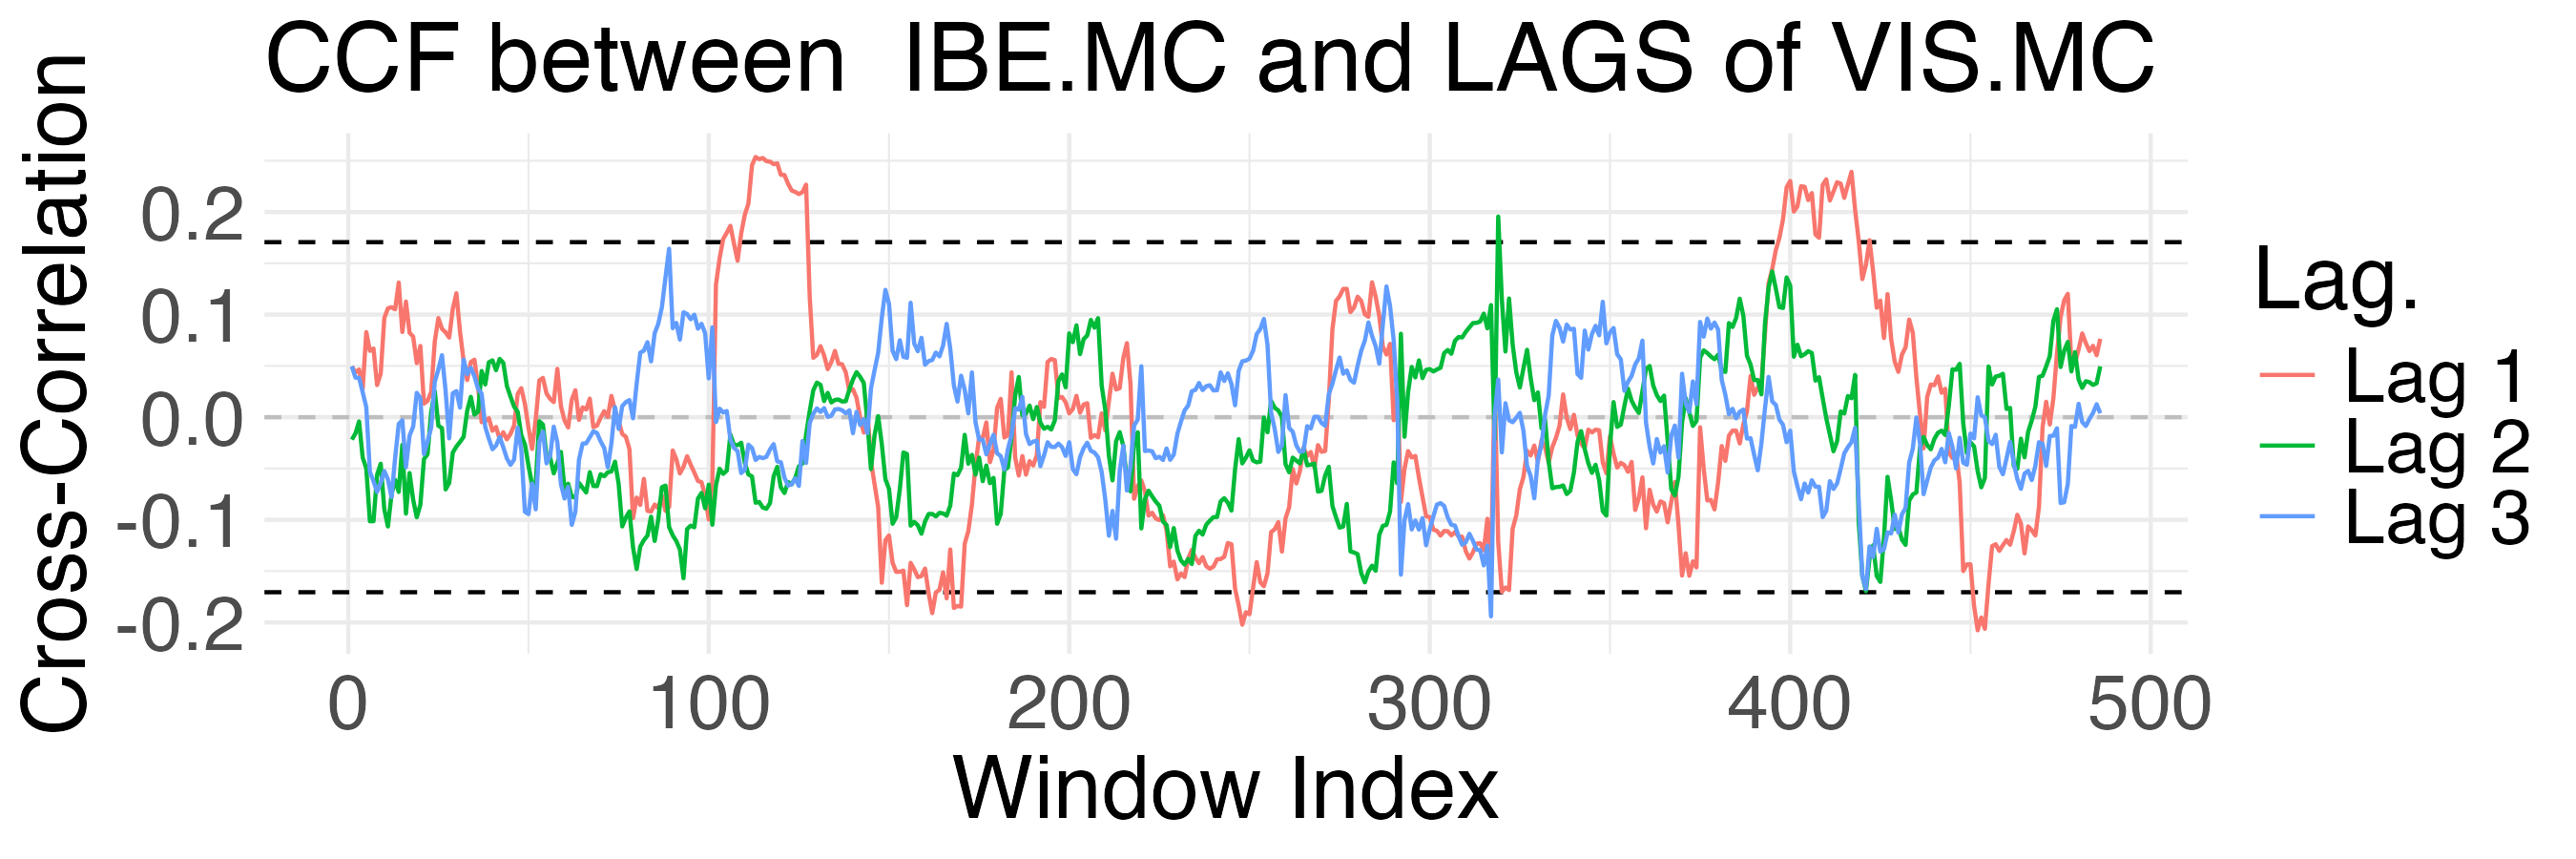 CCF between  IBE.MC and LAGS of VIS.MC
Cross-Correlation
0.2
0.1
0.0
-0.1
-0.2
0 100 200 300 400 500
Window Index
Lag.
Lag 1
Lag 2
Lag 3